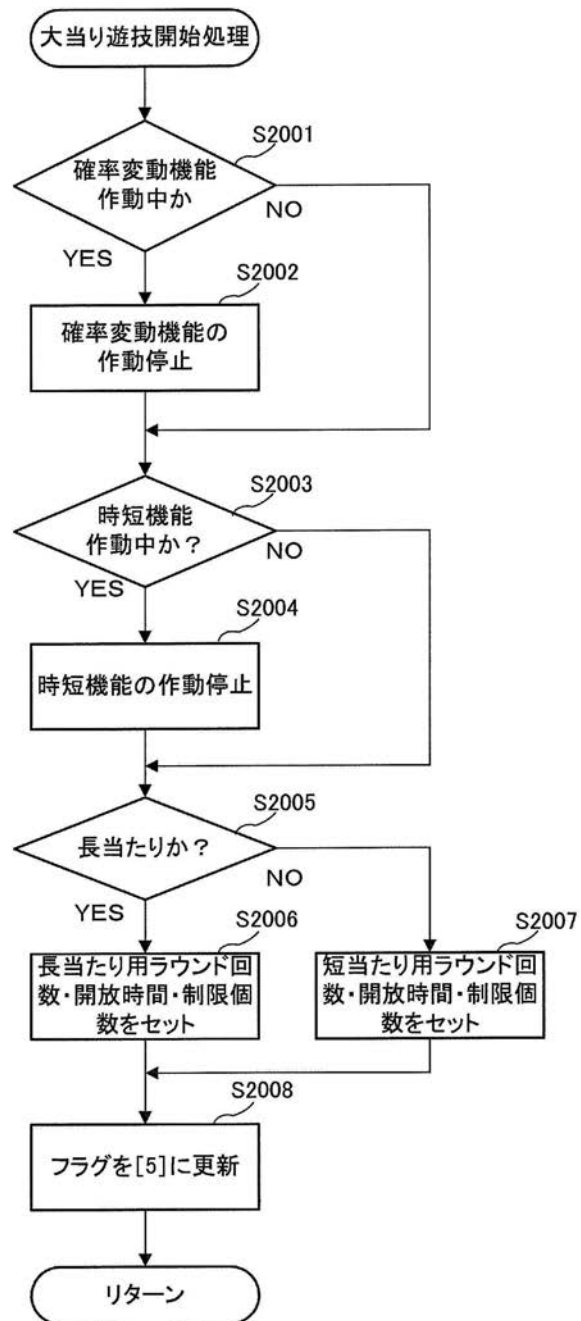 大当り遊技開始処理
S2001
確率変動機能
作動中か
NO
YES
S2002
確率変動機能の
作動停止
S2003
時短機能
作動中か？
NO
YES
S2004
時短機能の作動停止
S2005
長当たりか？
NO
YES
S2006
長当たり用ラウンド回
数・開放時間・制限個
数をセット
S2007
短当たり用ラウンド回
数・開放時間・制限個
数をセット
S2008
フラグを[5]に更新
リターン